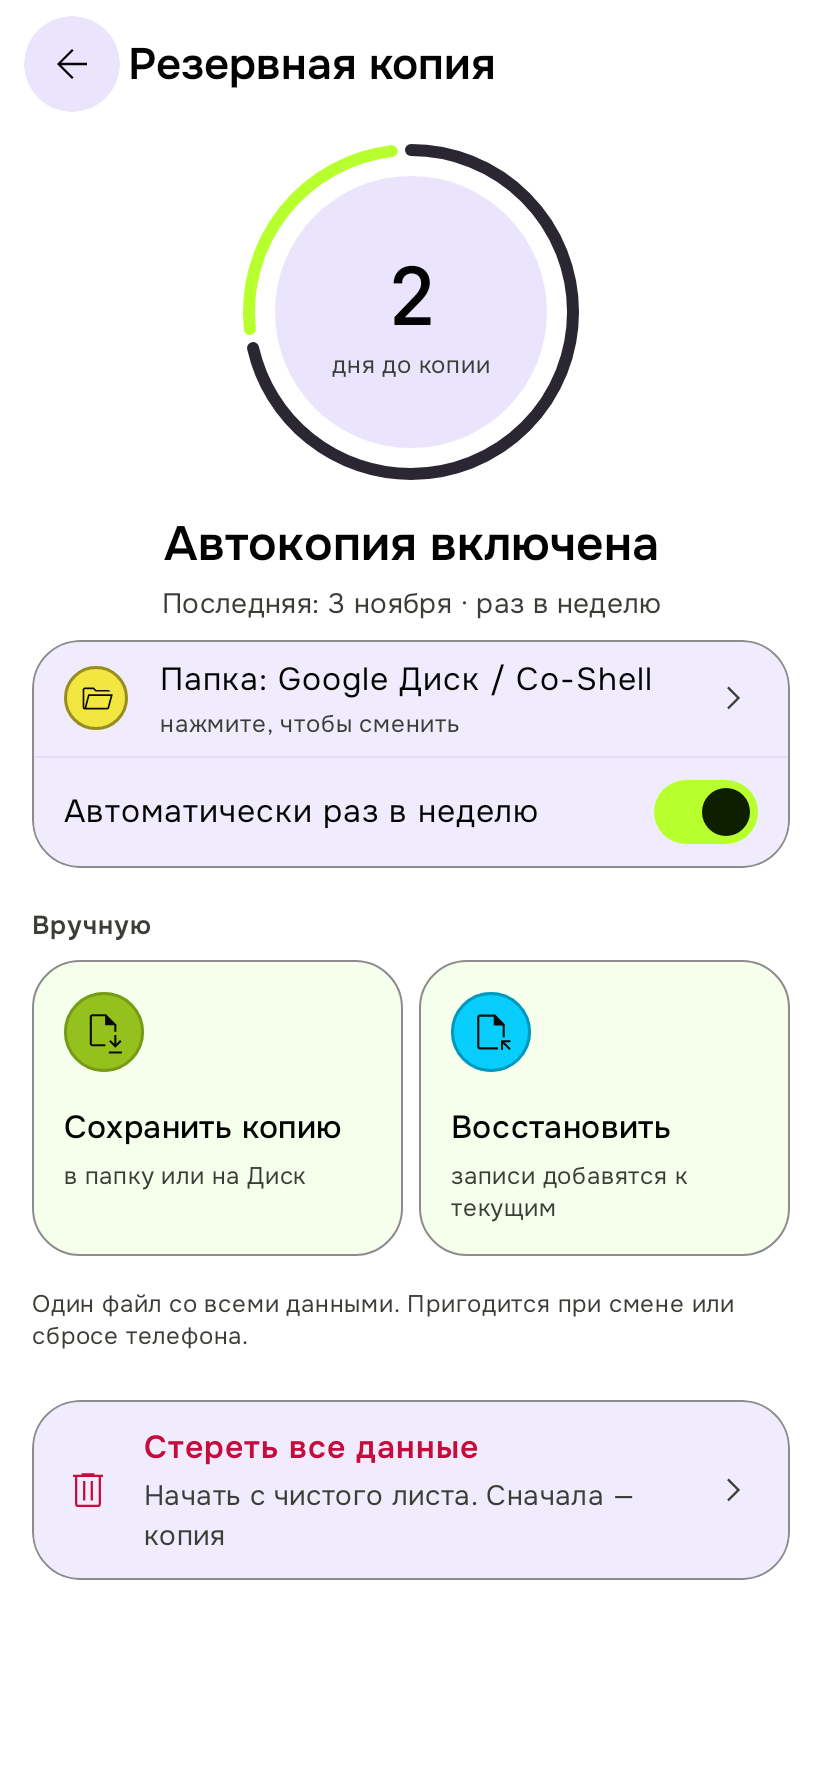 Резервная копия
2
дня до копии
Автокопия включена
Последняя: 3 ноября · раз в неделю
Папка: Google Диск / Co-Shell
нажмите, чтобы сменить
Автоматически раз в неделю
Вручную
Сохранить копию
в папку или на Диск
Восстановить
записи добавятся к
текущим
Один файл со всеми данными. Пригодится при смене или
сбросе телефона.
Стереть все данные
Начать с чистого листа. Сначала —
копия